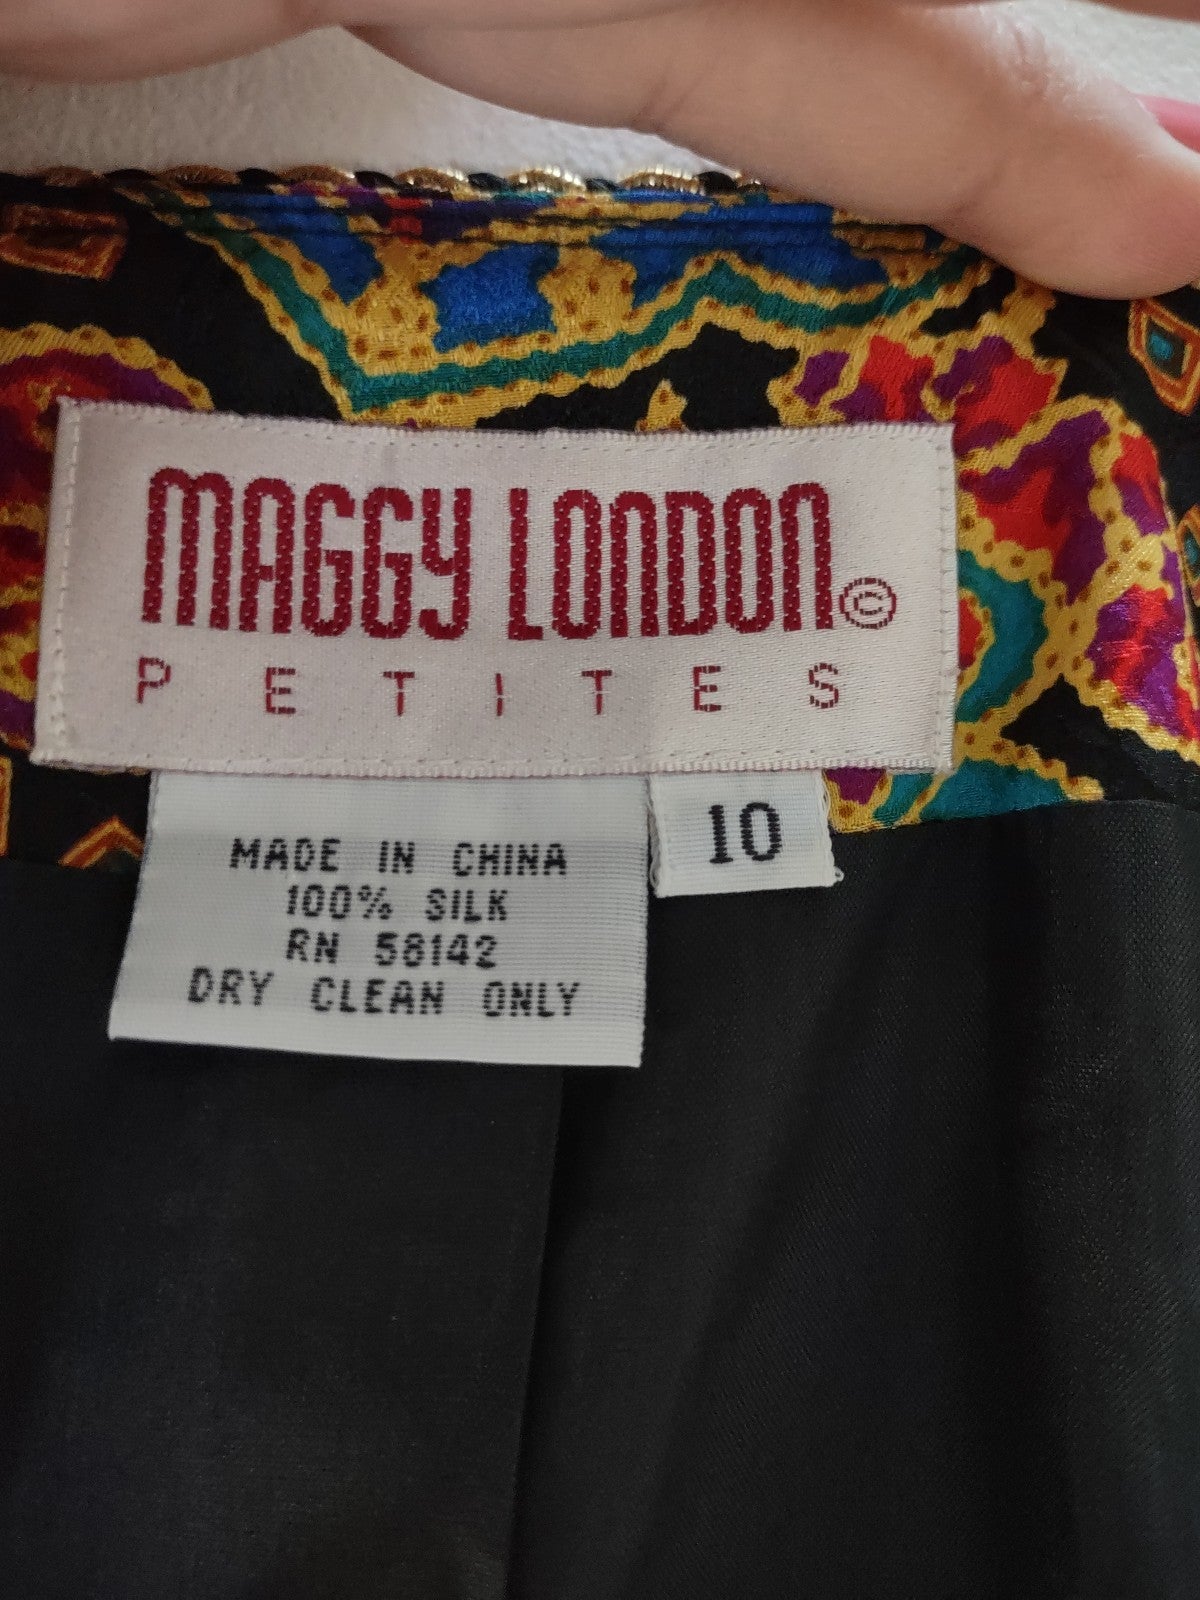 MAGGY LONDON ©
PETITES
10
MADE IN CHINA
100% SILK
RN 58142
DRY CLEAN ONLY